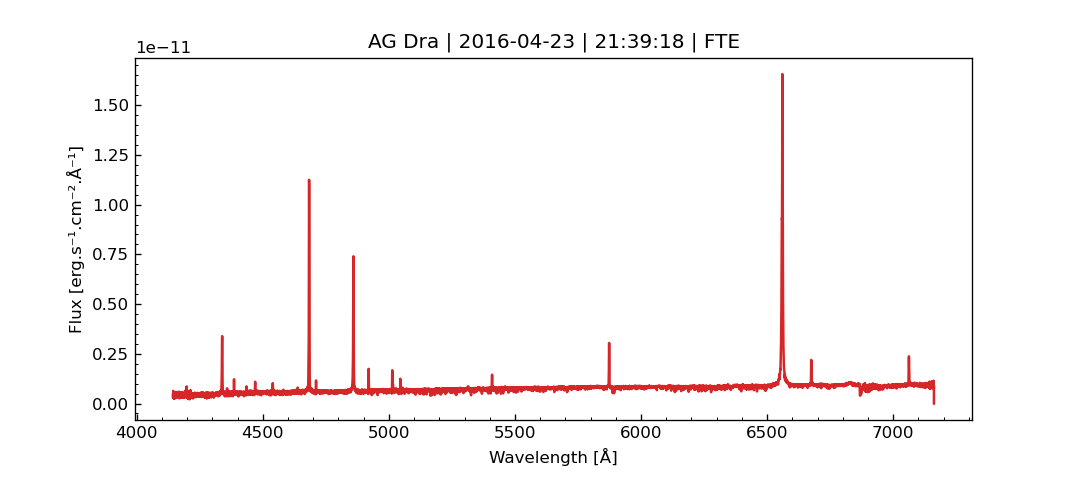 AG Dra | 2016-04-23 | 21:39:18 | FTE
1e−11
1.50
1.25
1.00
0.75
0.50
0.25
0.00
Flux [erg.s⁻¹.cm⁻².Å⁻¹]
4000 4500 5000 5500 6000 6500 7000
Wavelength [Å]